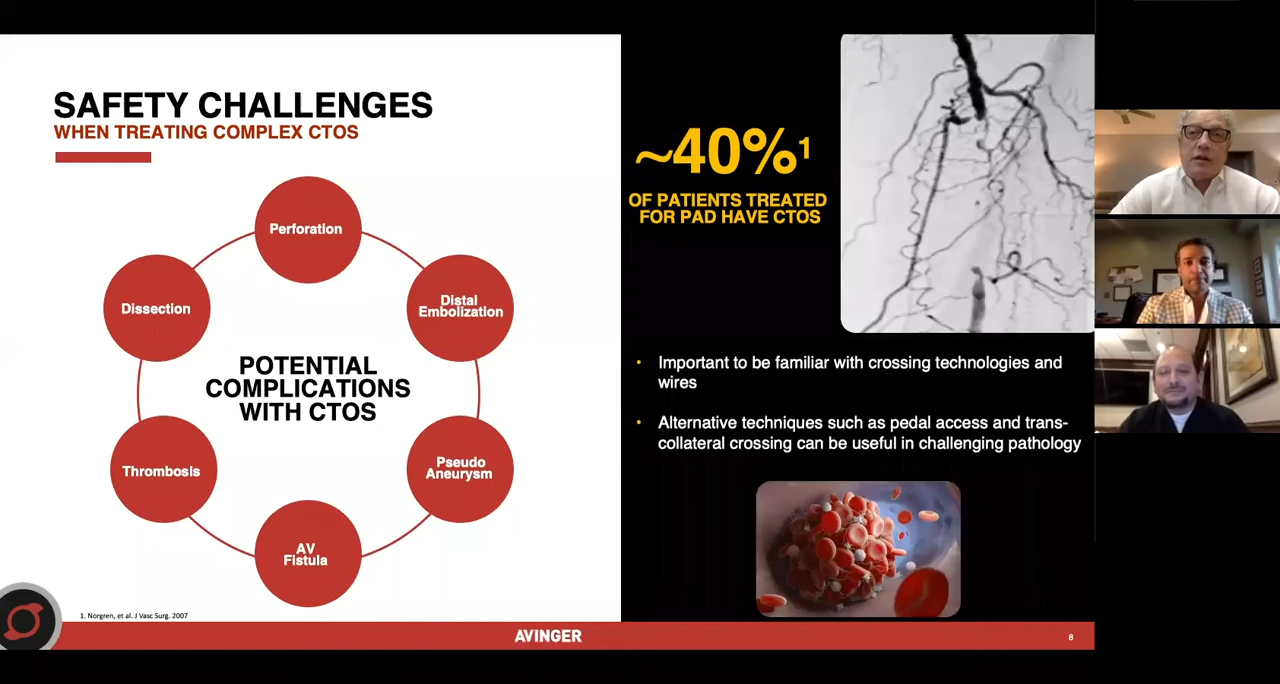 SAFETY CHALLENGES
WHEN TREATING COMPLEX CTOS
Perforation
Dissection
Distal
Embolization
POTENTIAL
COMPLICATIONS
WITH CTOS
Thrombosis
Pseudo
Aneurysm
AV
Fistula
1. Norgren, et al. J Vasc Surg. 2007
~40%¹
OF PATIENTS TREATED
FOR PAD HAVE CTOS
• Important to be familiar with crossing technologies and
wires
• Alternative techniques such as pedal access and trans-
collateral crossing can be useful in challenging pathology
AVINGER
8